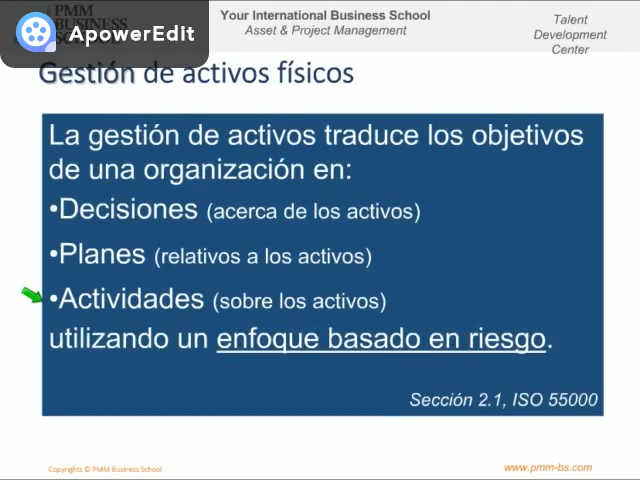 PMM
BUSINESS
ApowerEdit
Your International Business School
Asset & Project Management
Talent
Development
Center
Gestión de activos físicos
La gestión de activos traduce los objetivos
de una organización en:
•Decisiones (acerca de los activos)
•Planes (relativos a los activos)
•Actividades (sobre los activos)
utilizando un enfoque basado en riesgo.
Sección 2.1, ISO 55000
Copyrights © PMM Business School
www.pmm-bs.com